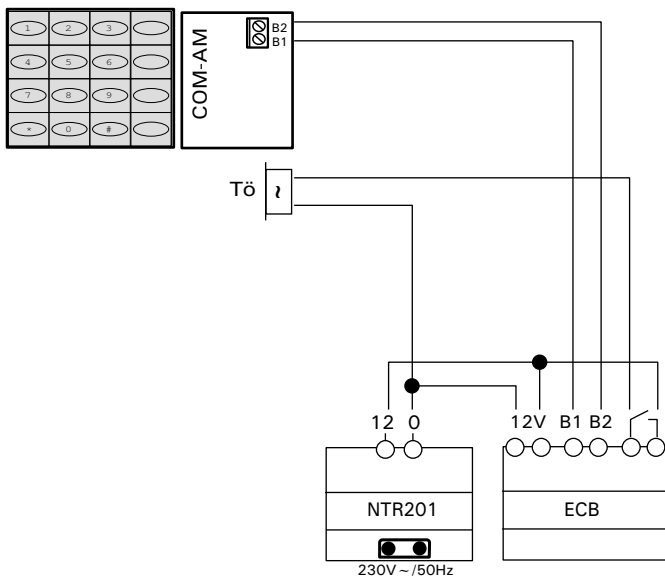 1 2 3
4 5 6
7 8 9
* 0 #
COM-AM
B2
B1
Tö ~
12 0
12V B1 B2
NTR201
ECB
230V~/50Hz